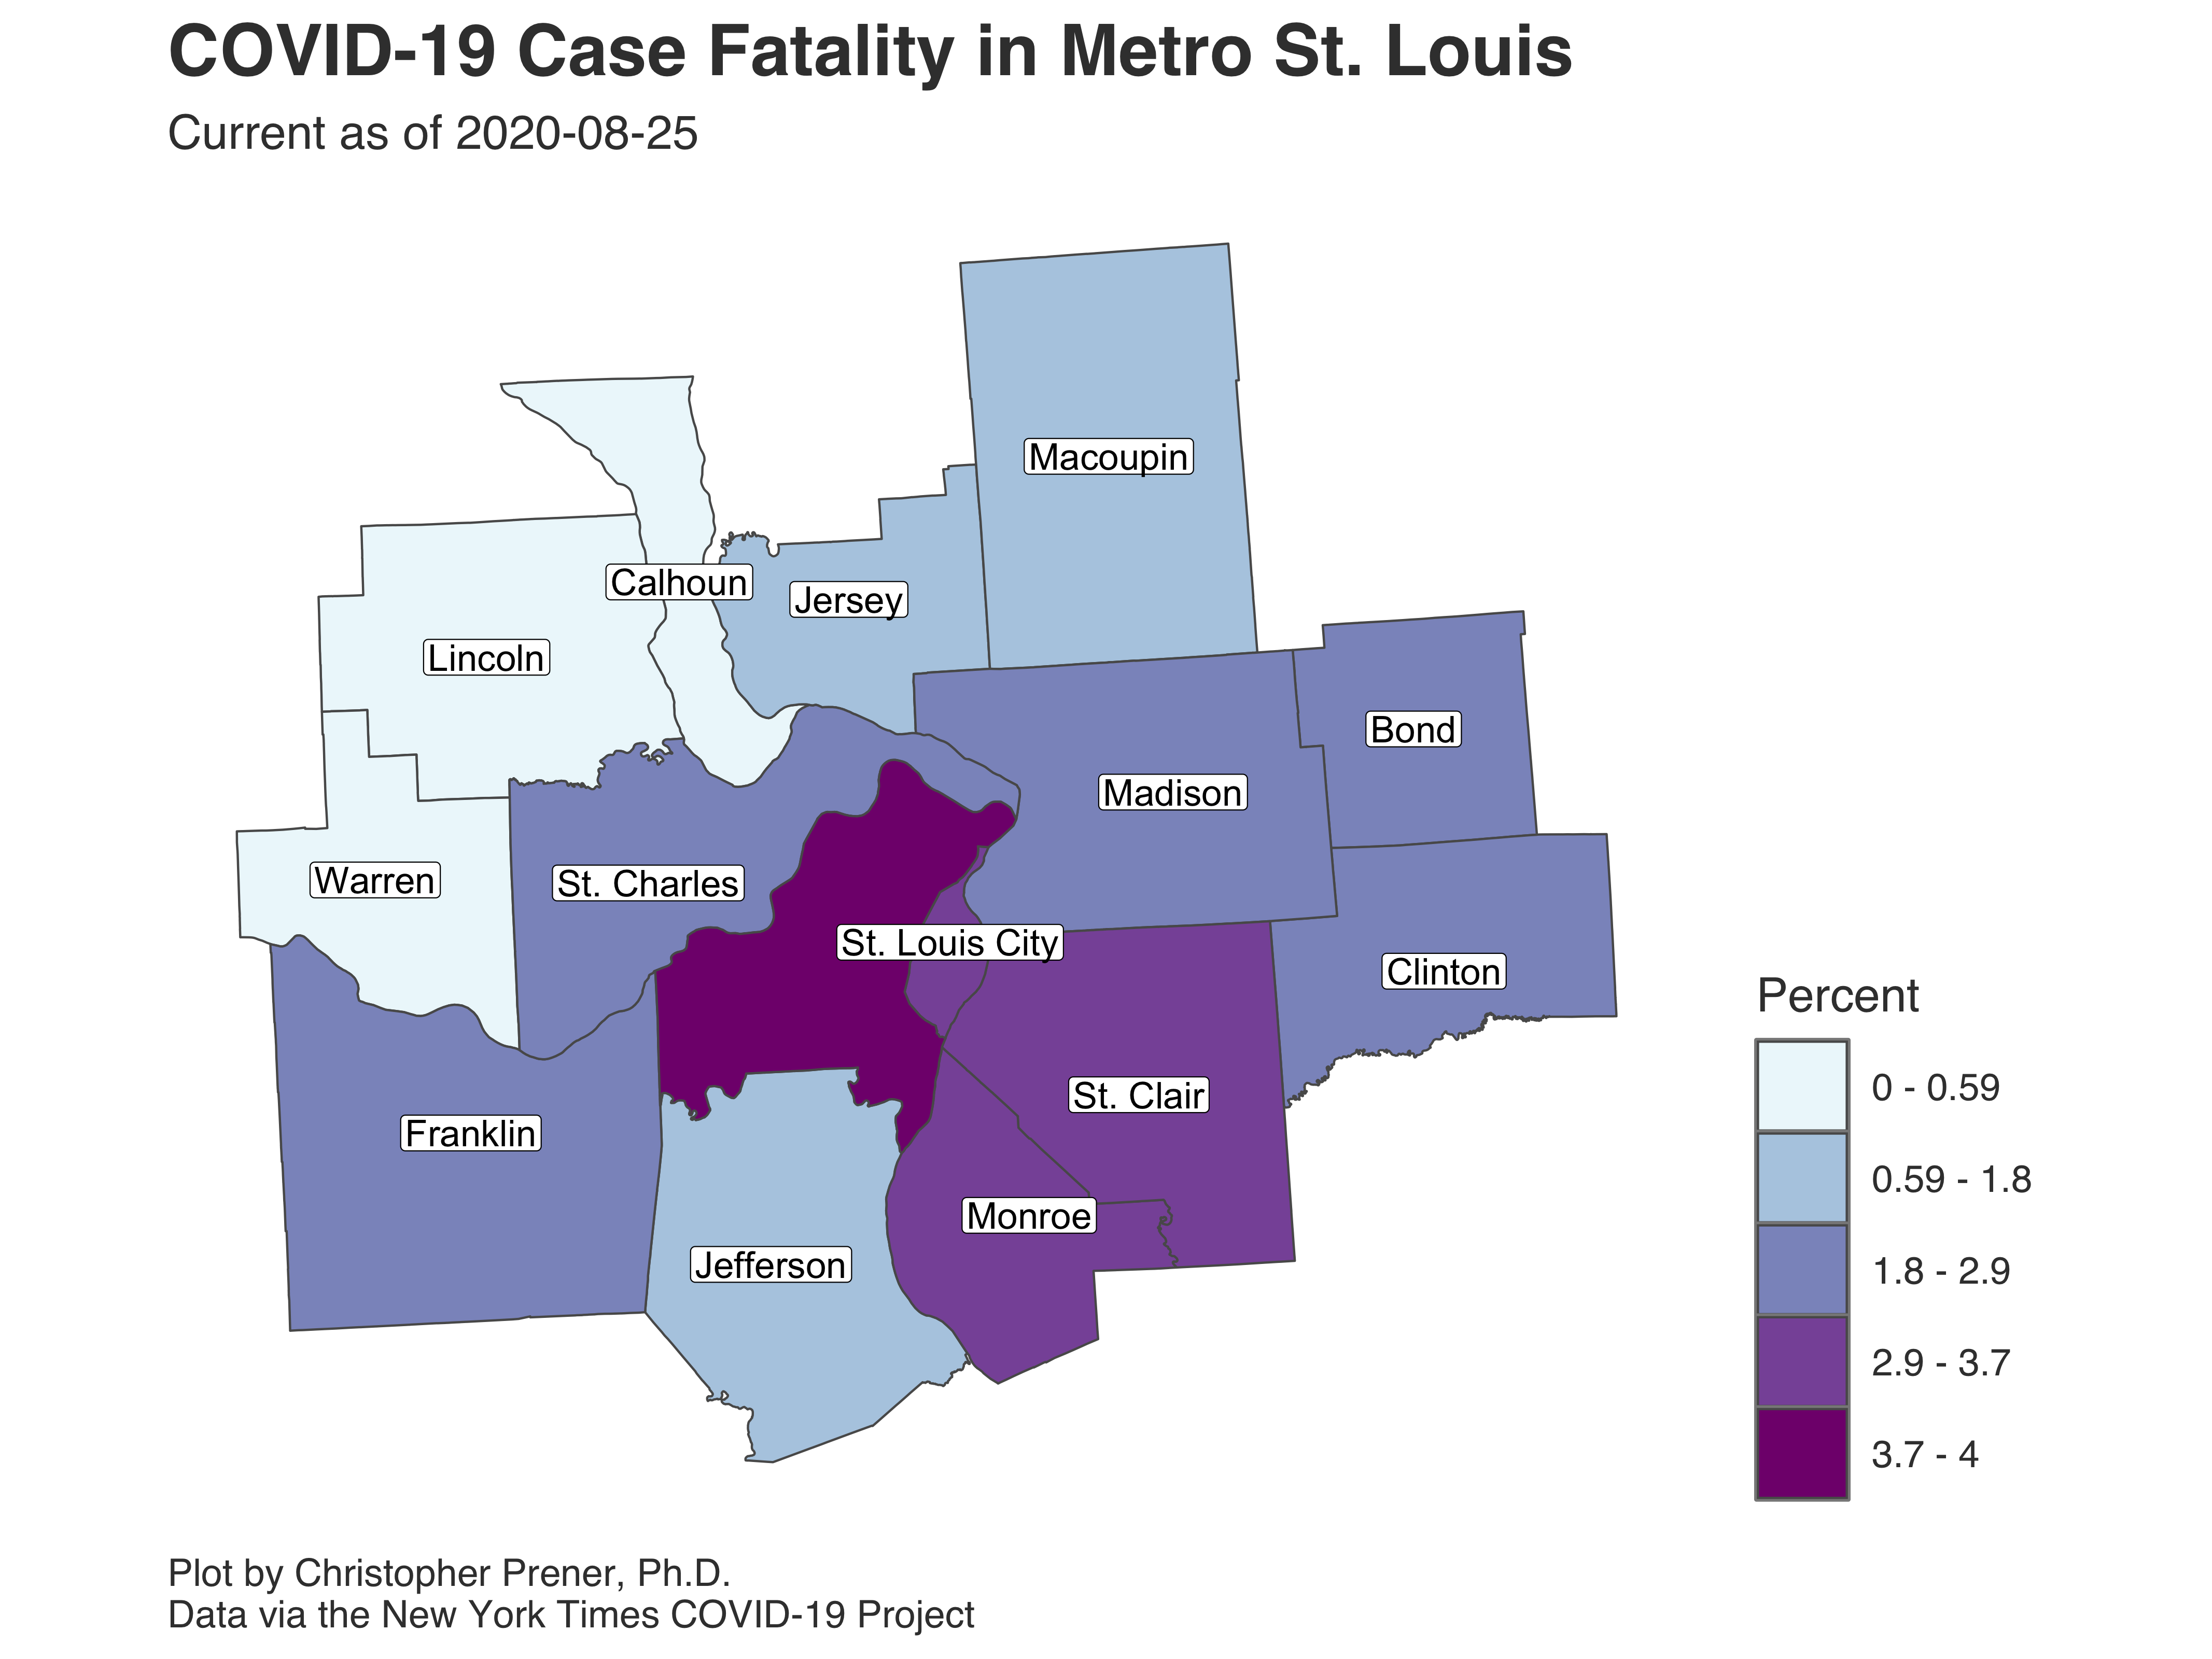 COVID-19 Case Fatality in Metro St. Louis
Current as of 2020-08-25
Macoupin
Calhoun
Jersey
Lincoln
Bond
Madison
Warren
St. Charles
St. Louis City
Clinton
St. Clair
Franklin
Monroe
Jefferson
Percent
0 - 0.59
0.59 - 1.8
1.8 - 2.9
2.9 - 3.7
3.7 - 4
Plot by Christopher Prener, Ph.D.
Data via the New York Times COVID-19 Project